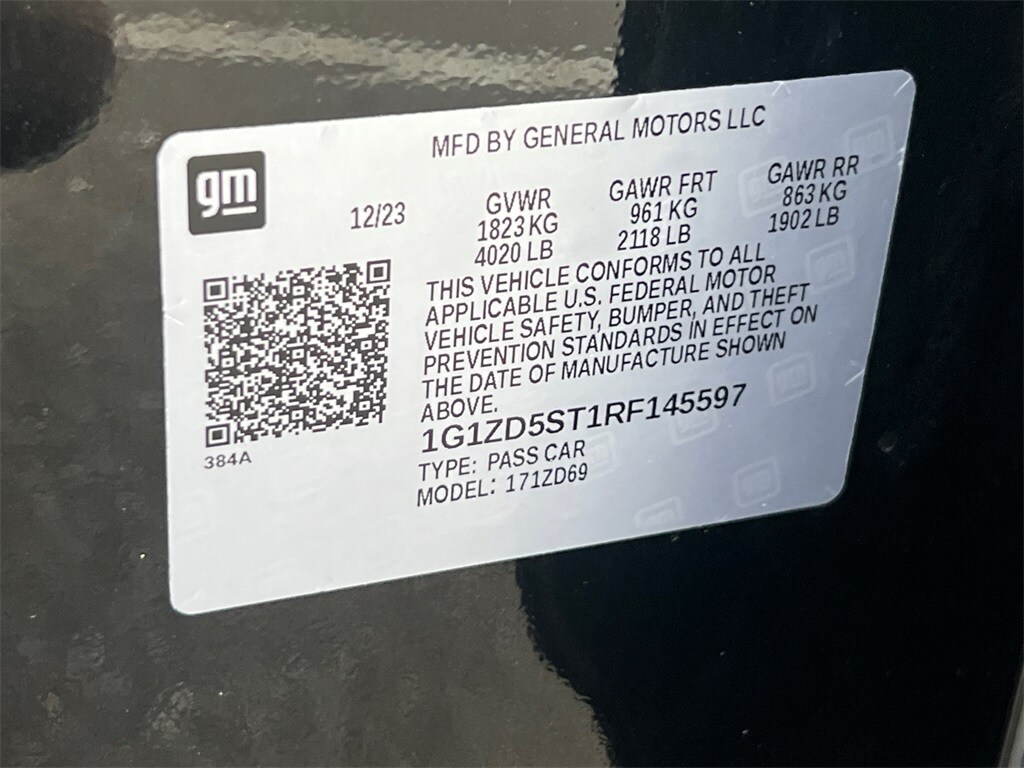 MFD BY GENERAL MOTORS LLC
gm
12/23
GVWR
1823 KG
4020 LB
GAWR FRT
961 KG
2118 LB
GAWR RR
863 KG
1902 LB
THIS VEHICLE CONFORMS TO ALL
APPLICABLE U.S. FEDERAL MOTOR
VEHICLE SAFETY, BUMPER, AND THEFT
PREVENTION STANDARDS IN EFFECT ON
THE DATE OF MANUFACTURE SHOWN
ABOVE.
1G1ZD5ST1RF145597
384A
TYPE: PASS CAR
MODEL: 171ZD69